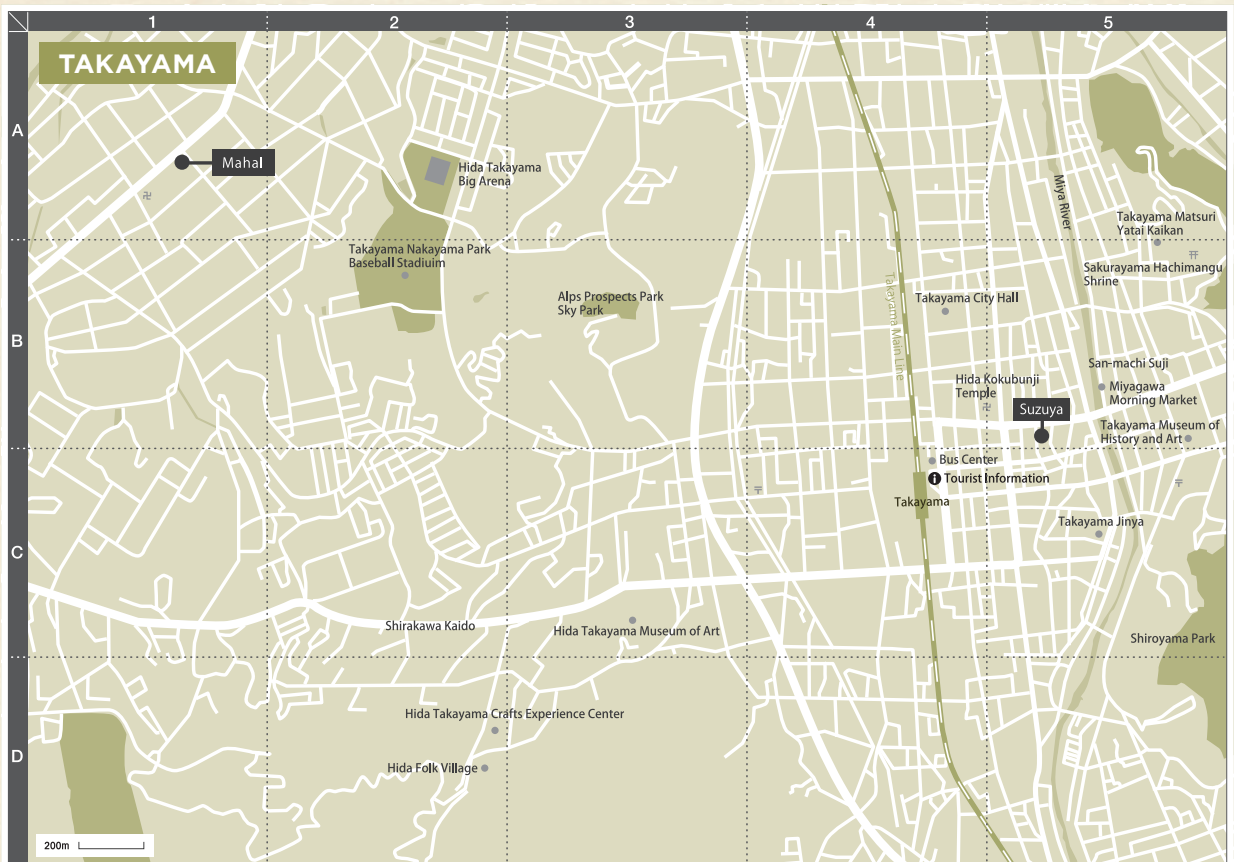 1 2 3 4 5
TAKAYAMA
A
Mahal
Hida Takayama
Big Arena
Miya River
Takayama Matsuri
Yatai Kaikan
Takayama Nakayama Park
Baseball Stadiuim
Sakurayama Hachimangu
Shrine
Alps Prospects Park
Sky Park
Takayama Main Line
Takayama City Hall
B
San-machi Suji
Hida Kokubunji
Temple
Miyagawa
Morning Market
Suzuya
Takayama Museum of
History and Art
Bus Center
i Tourist Information
Takayama
Takayama Jinya
C
Shirakawa Kaido
Hida Takayama Museum of Art
Shiroyama Park
Hida Takayama Crafts Experience Center
D
Hida Folk Village
200m